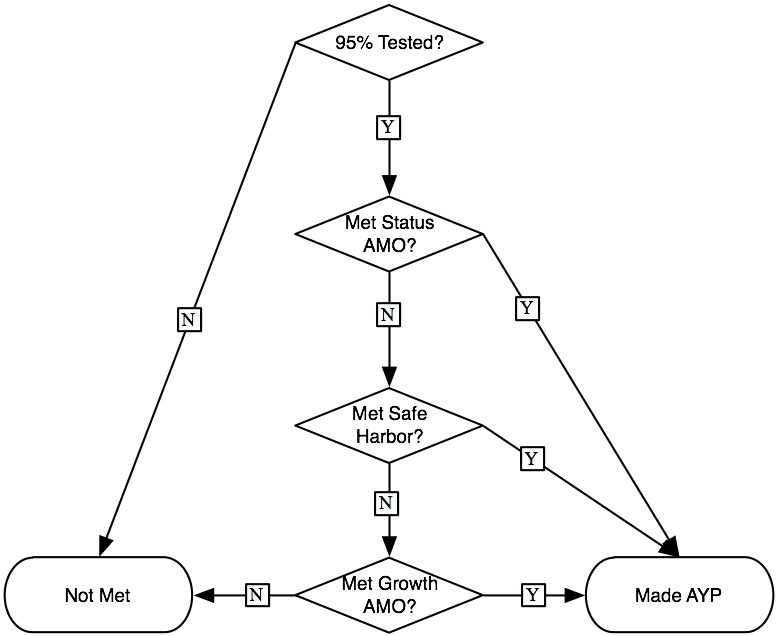 95% Tested?
Y
Met Status
AMO?
N
Y
N
Met Safe
Harbor?
Y
N
Not Met
N
Met Growth
AMO?
Y
Made AYP